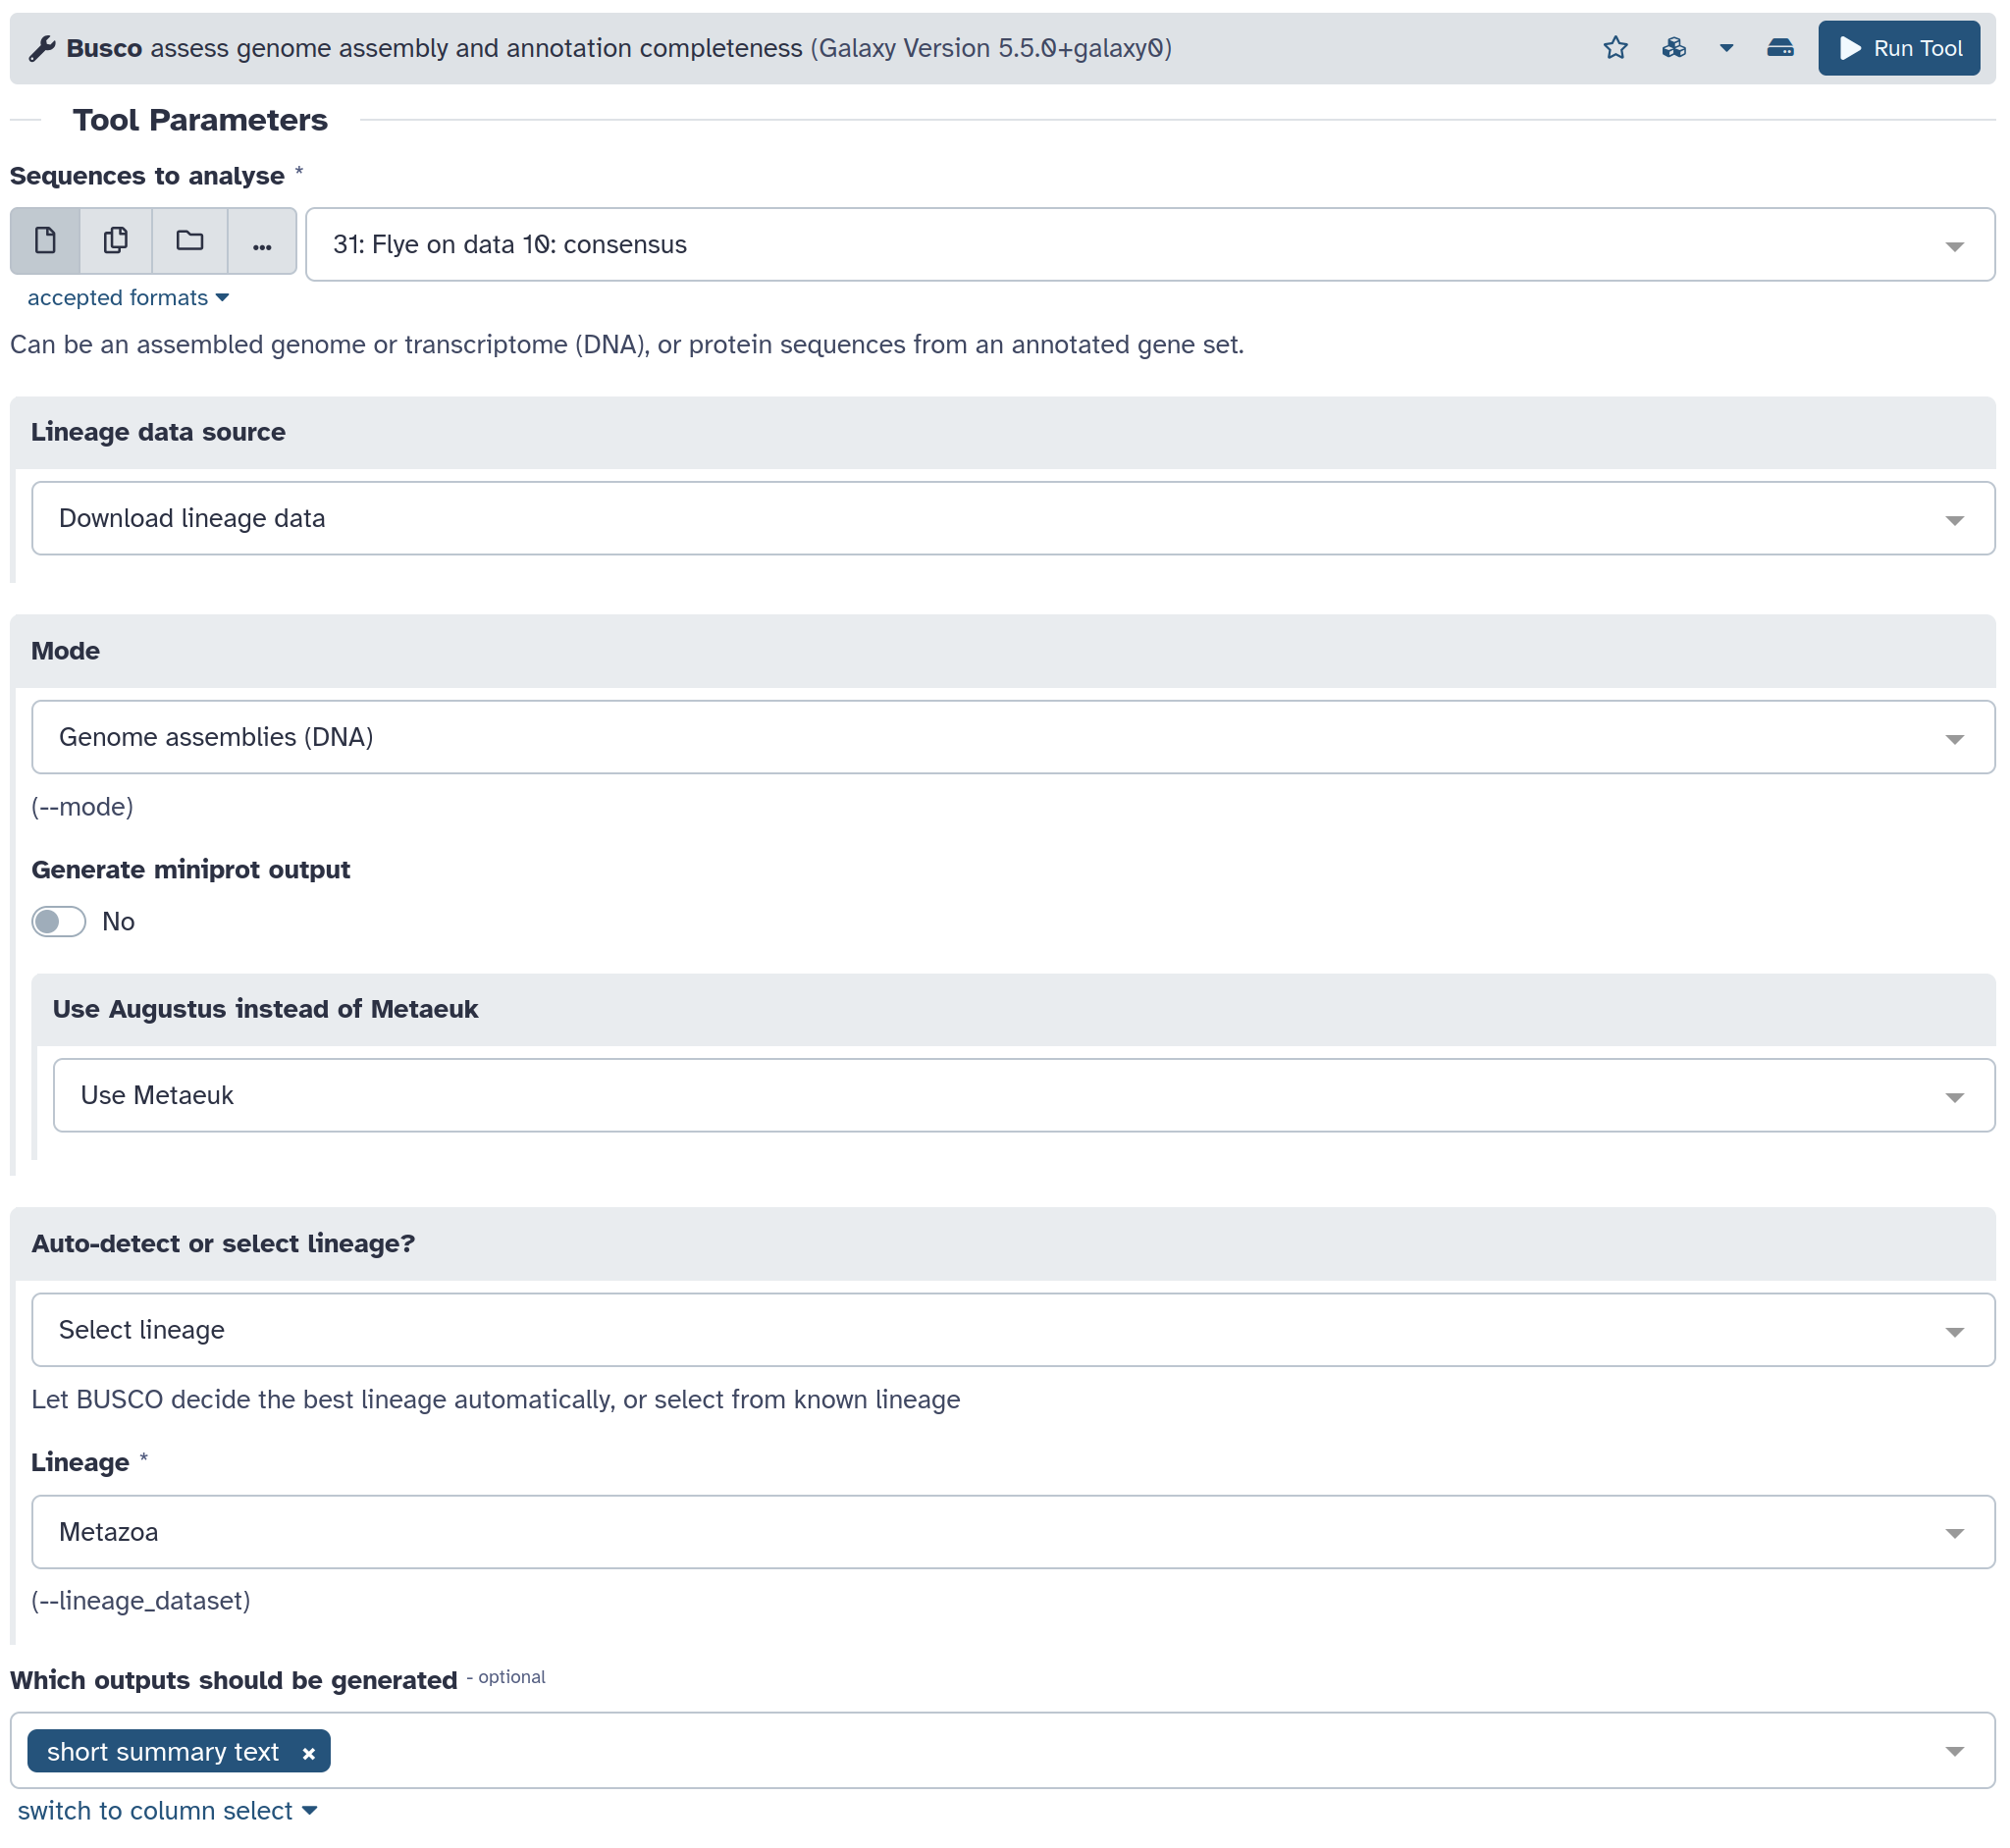 Busco assess genome assembly and annotation completeness (Galaxy Version 5.5.0+galaxy0)
Run Tool
Tool Parameters
Sequences to analyse *
...
31: Flye on data 10: consensus
accepted formats
Can be an assembled genome or transcriptome (DNA), or protein sequences from an annotated gene set.
Lineage data source
Download lineage data
Mode
Genome assemblies (DNA)
(--mode)
Generate miniprot output
No
Use Augustus instead of Metaeuk
Use Metaeuk
Auto-detect or select lineage?
Select lineage
Let BUSCO decide the best lineage automatically, or select from known lineage
Lineage *
Metazoa
(--lineage_dataset)
Which outputs should be generated - optional
short summary text ×
switch to column select